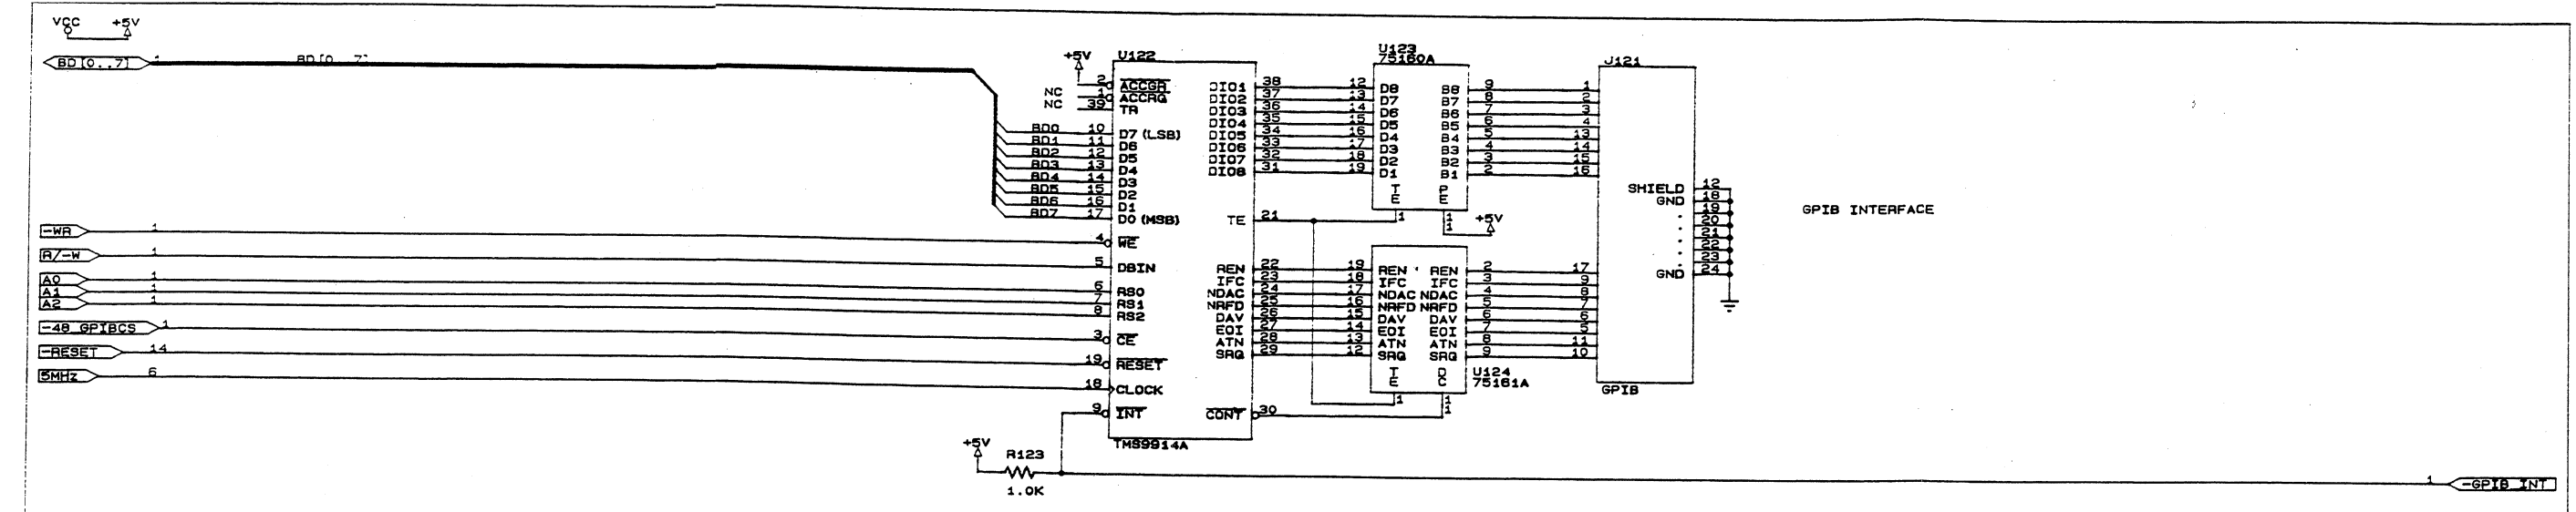 VCC +5V
BD[0..7] 1 BD[0..7]
+5V
U122
2 ACCGR
NC 1 ACCRQ
NC 39 TR
BD0 10 D7 (LSB)
BD1 11 D6
BD2 12 D5
BD3 13 D4
BD4 14 D3
BD5 15 D2
BD6 16 D1
BD7 17 D0 (MSB)
-WR 1 4 WE
R/-W 1 5 DBIN
A0 1 6 RS0
A1 1 7 RS1
A2 1 8 RS2
-48 GPIBCS 1 3 CE
-RESET 14 19 RESET
5MHz 6 18 CLOCK
9 INT
TMS9914A
DIO1 38
DIO2 37
DIO3 36
DIO4 35
DIO5 34
DIO6 33
DIO7 32
DIO8 31
TE 21
REN 22
IFC 23
NDAC 24
NRFD 25
DAV 26
EOI 27
ATN 28
SRQ 29
CONT 30
U123
75160A
12 D8 B8 9
13 D7 B7 8
14 D6 B6 7
15 D5 B5 6
16 D4 B4 5
17 D3 B3 4
18 D2 B2 3
19 D1 B1 2
TE PE
1 11
+5V
19 REN REN 2
18 IFC IFC 3
17 NDAC NDAC 4
16 NRFD NRFD 5
15 DAV DAV 6
14 EOI EOI 7
13 ATN ATN 8
12 SRQ SRQ 9
TE DC
1 11
U124
75161A
J121
1
2
3
4
13
14
15
16
17
9
8
7
6
5
11
10
SHIELD 12
GND 18
. 19
. 20
. 21
. 22
. 23
GND 24
GPIB
GPIB INTERFACE
+5V
R123
1.0K
1 -GPIB INT